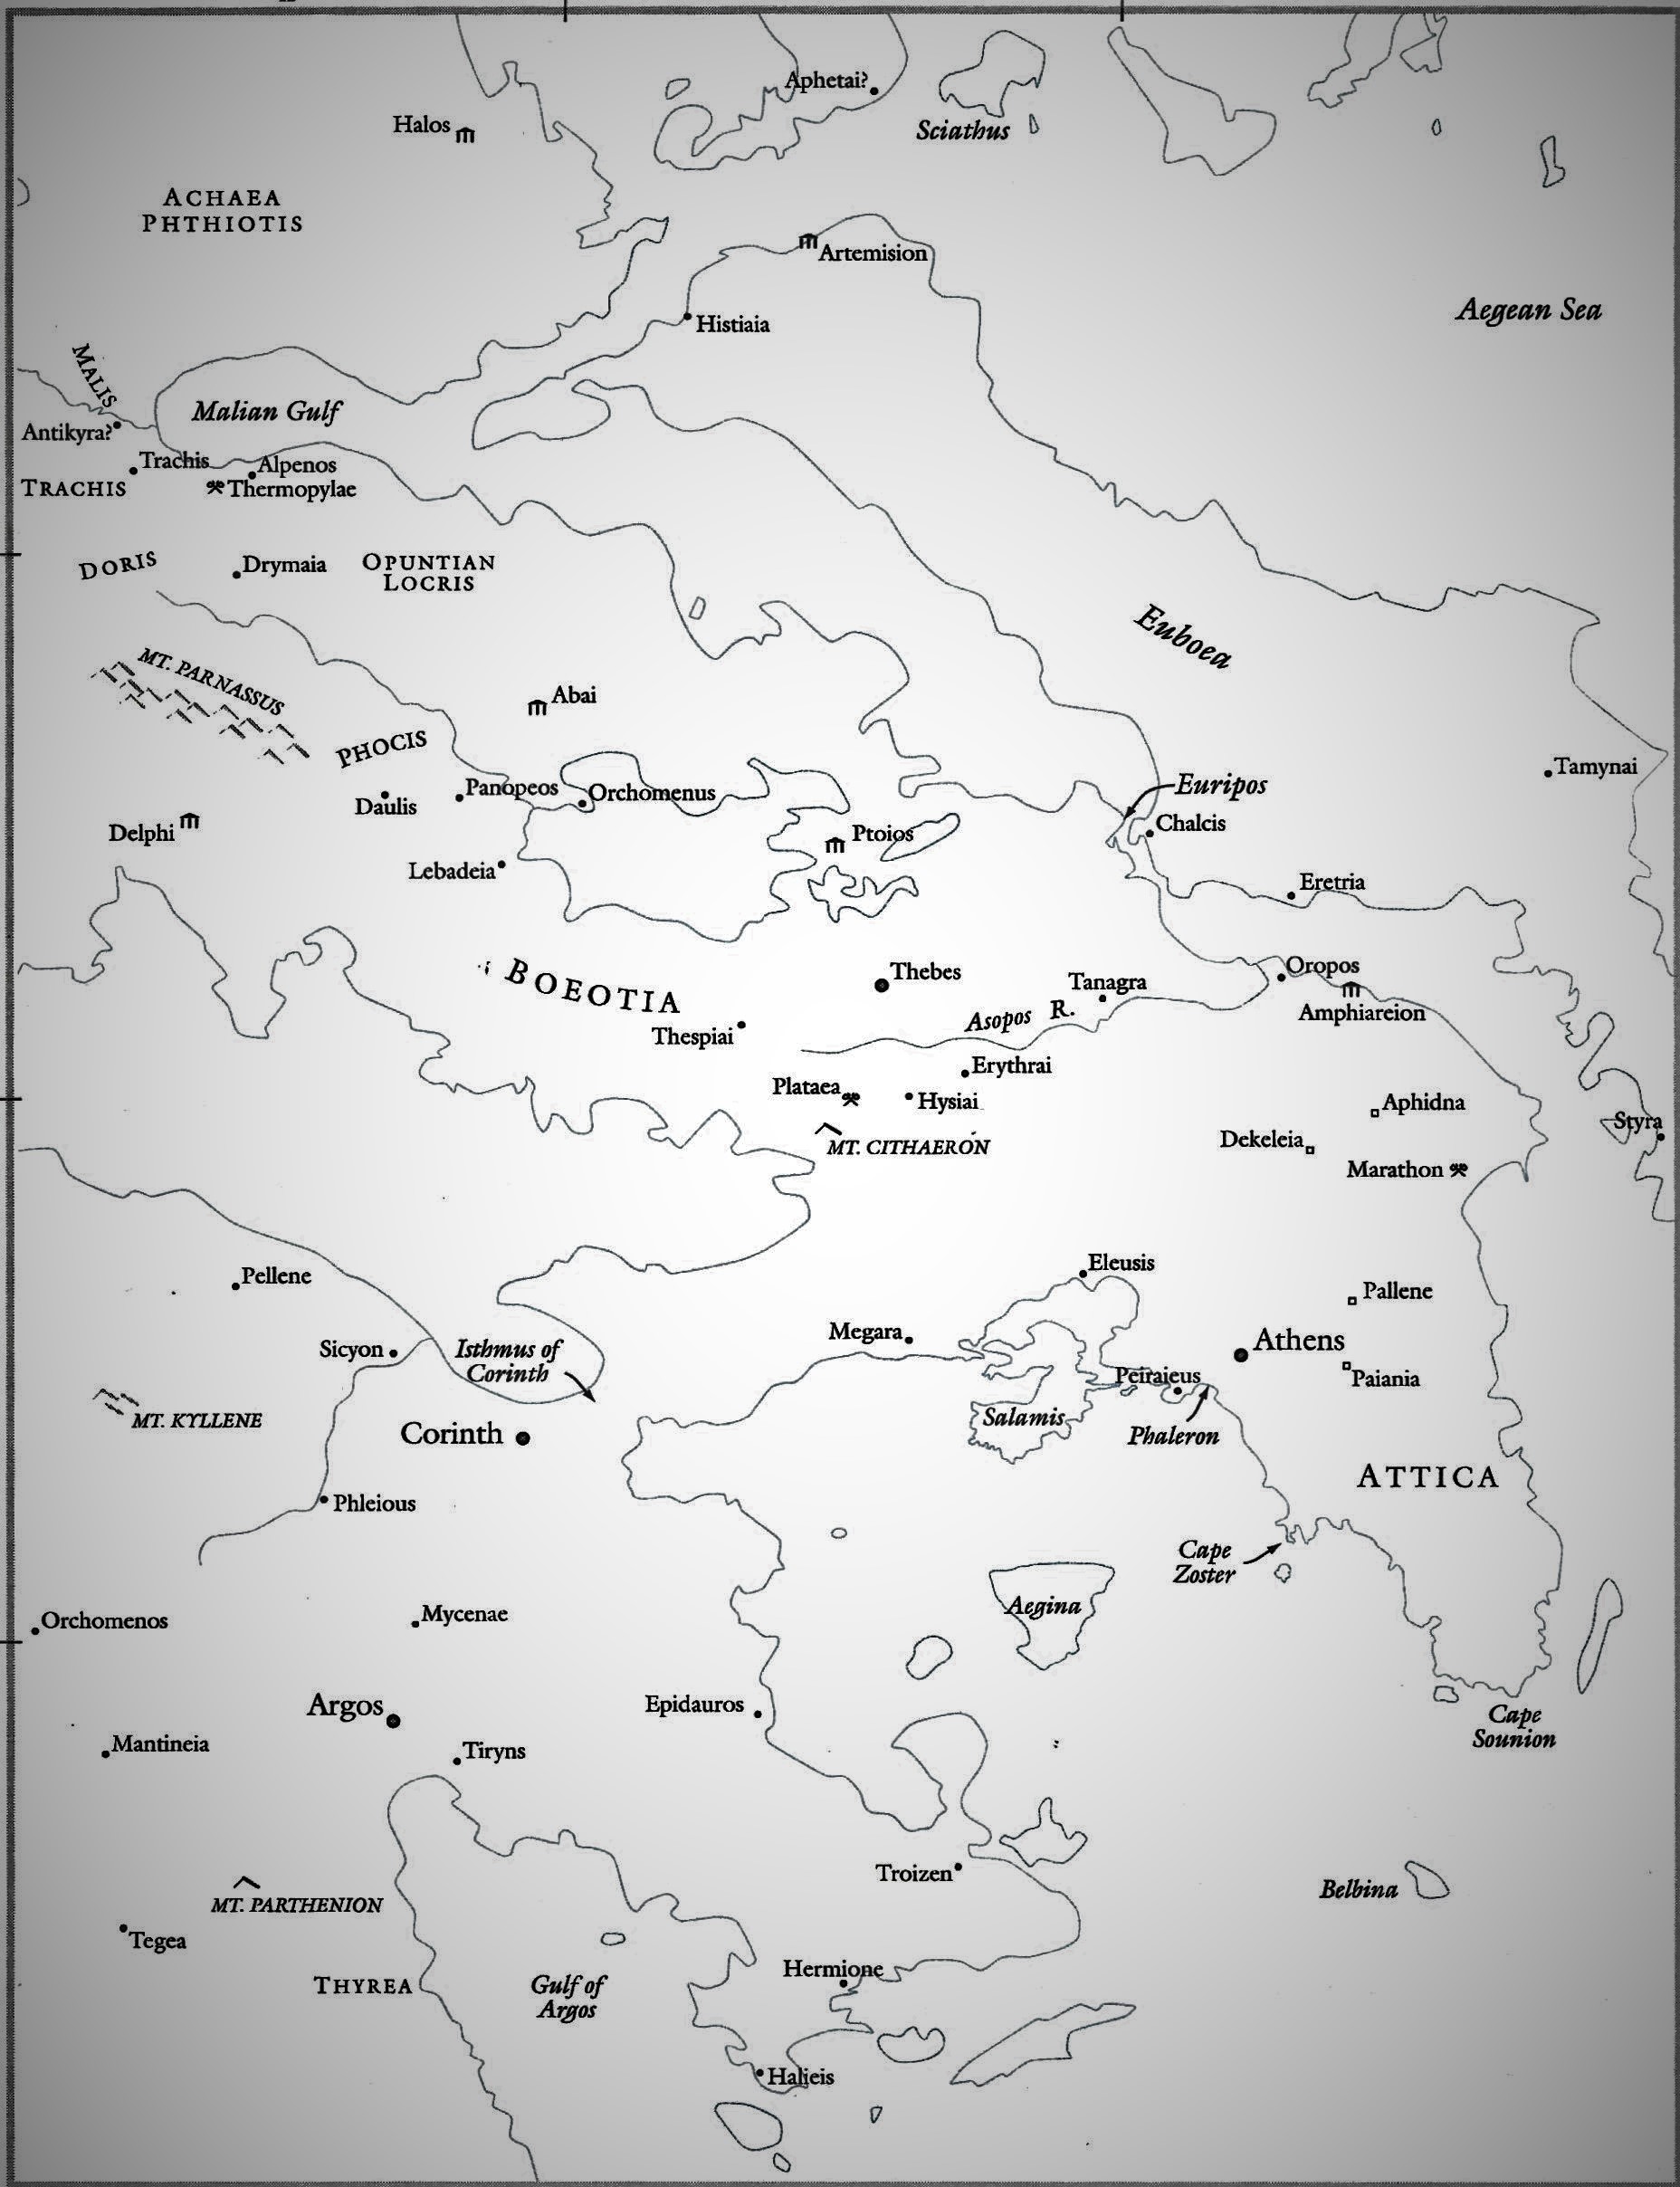 Aphetai?
Halos
Sciathus
ACHAEA
PHTHIOTIS
Artemision
Aegean Sea
Histiaia
MALIS
Malian Gulf
Antikyra?
Trachis
Alpenos
TRACHIS
Thermopylae
DORIS
Drymaia
OPUNTIAN
LOCRIS
Euboea
MT. PARNASSUS
Abai
PHOCIS
Tamynai
Euripos
Panopeos
Orchomenus
Daulis
Chalcis
Delphi
Ptoios
Lebadeia
Eretria
Oropos
Thebes
BOEOTIA
Tanagra
Asopos R.
Amphiareion
Thespiai
Erythrai
Plataea
Hysiai
Aphidna
Styra
Dekeleia
MT. CITHAERON
Marathon
Eleusis
Pellene
Pallene
Megara
Athens
Sicyon
Isthmus of
Corinth
Peiraieus
Paiania
MT. KYLLENE
Salamis
Phaleron
Corinth
ATTICA
Phleious
Cape
Zoster
Aegina
Orchomenos
Mycenae
Argos
Epidauros
Cape
Sounion
Mantineia
Tiryns
Troizen
Belbina
MT. PARTHENION
Tegea
Hermione
THYREA
Gulf of
Argos
Halieis